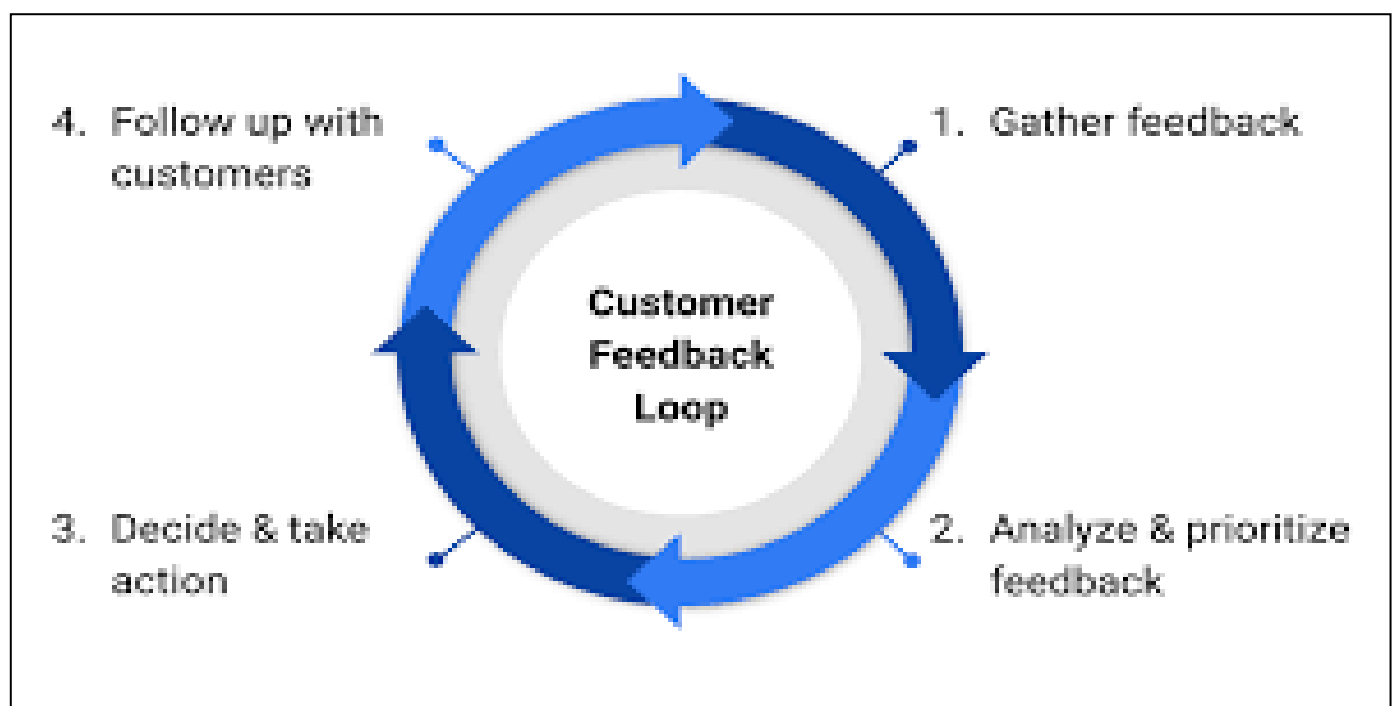 Customer
Feedback
Loop
1. Gather feedback
2. Analyze & prioritize
feedback
3. Decide & take
action
4. Follow up with
customers